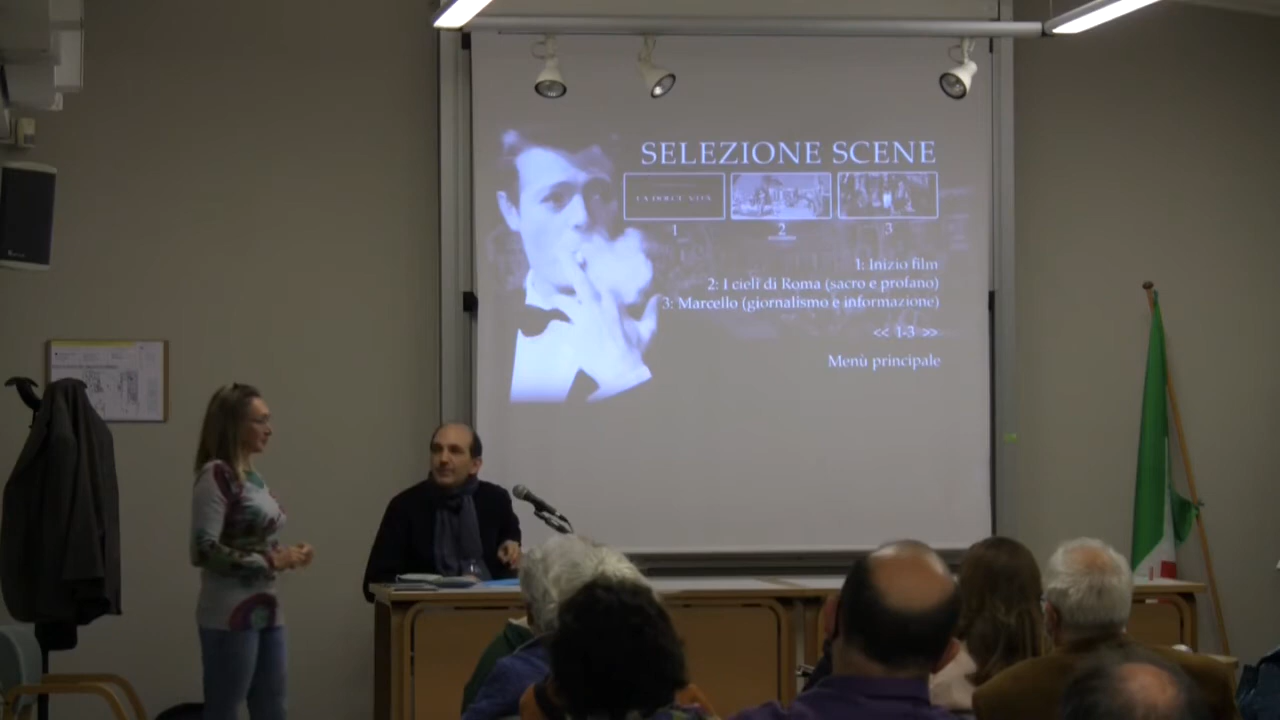 SELEZIONE SCENE
LA DOLCE VITA
1
2
3
1: Inizio film
2: I cieli di Roma (sacro e profano)
3: Marcello (giornalismo e informazione)
<< 1-3 >>
Menù principale